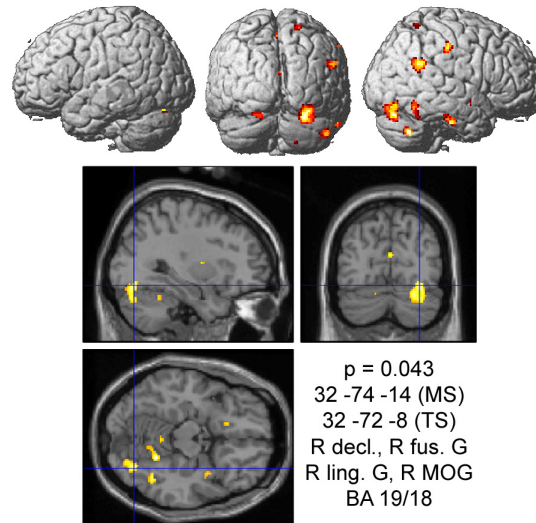 p = 0.043
32 -74 -14 (MS)
32 -72 -8 (TS)
R decl., R fus. G
R ling. G, R MOG
BA 19/18